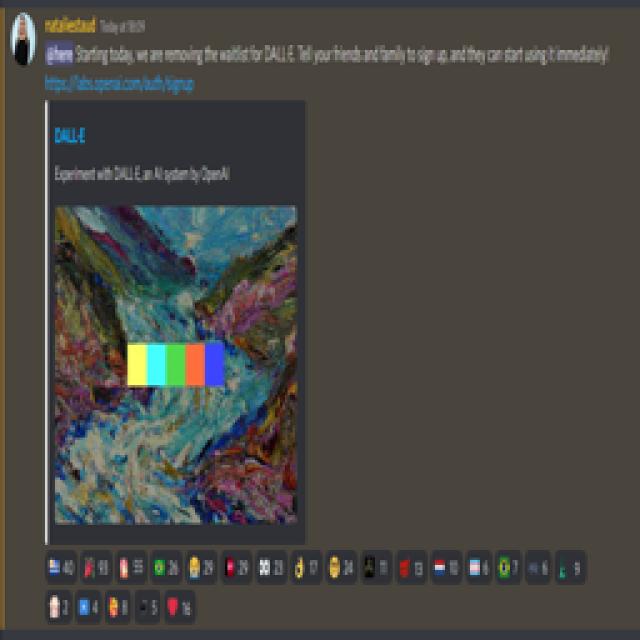 nataliestaud Today at 18:09
@here Starting today, we are removing the waitlist for DALL·E. Tell your friends and family to sign up, and they can start using it immediately!
https://labs.openai.com/auth/signup
DALL·E
Experiment with DALL·E, an AI system by OpenAI
40 93 55 26 29 29 23 17 24 11 13 10 6 7 6 9
2 4 8 5 16